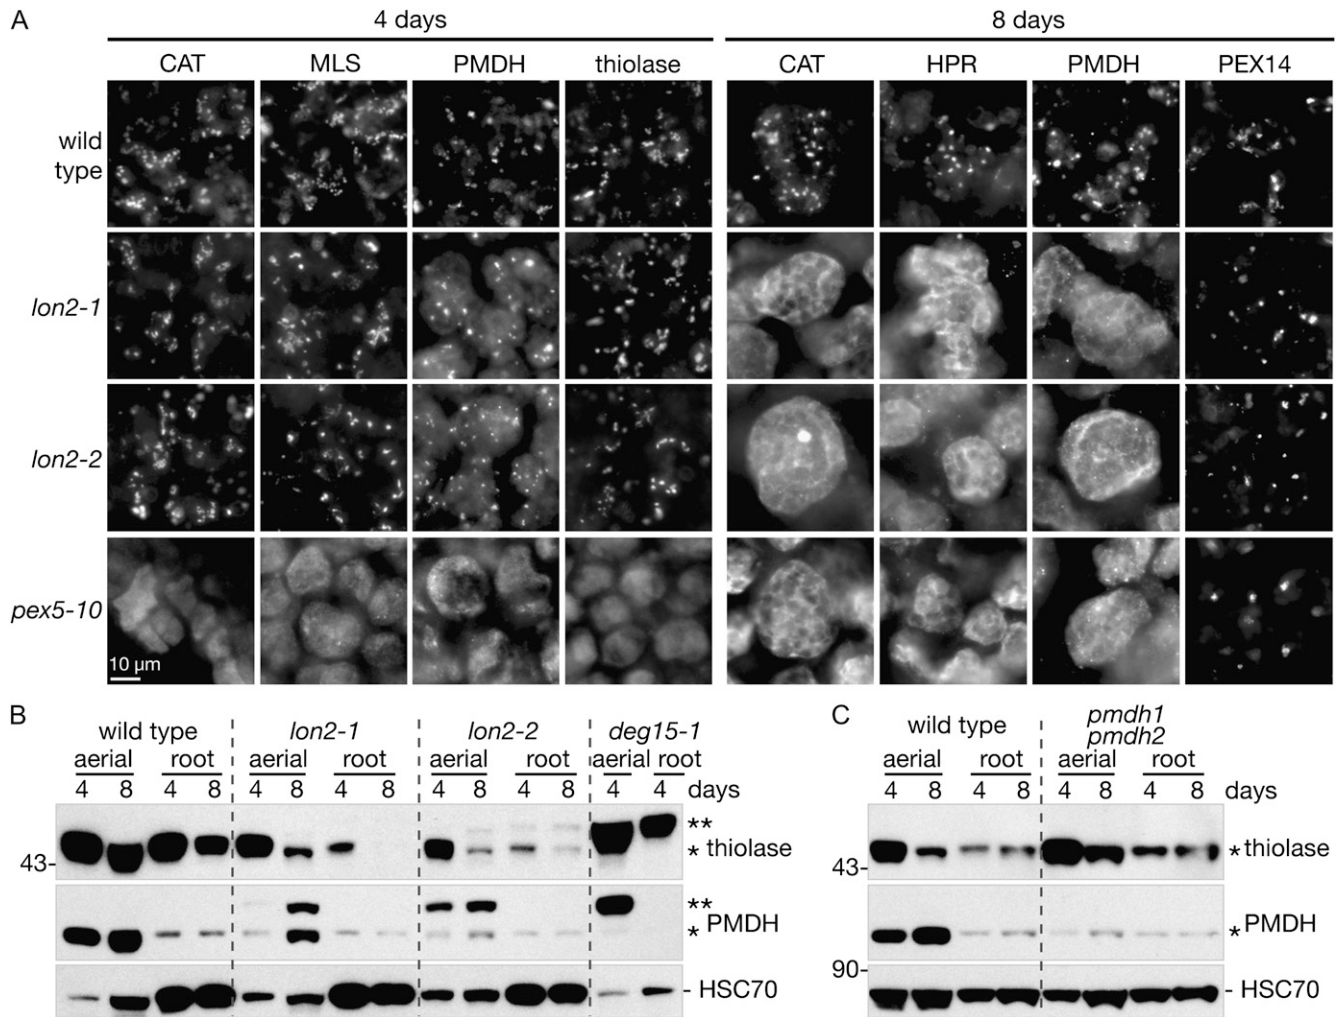 A
4 days
8 days
CAT MLS PMDH thiolase CAT HPR PMDH PEX14
wild
type
lon2-1
lon2-2
pex5-10
10 µm
B
wild type lon2-1 lon2-2 deg15-1
aerial root aerial root aerial root aerial root
4 8 4 8 4 8 4 8 4 8 4 8 4 4 days
**
43- * thiolase
**
* PMDH
- HSC70
C
wild type pmdh1
pmdh2
aerial root aerial root
4 8 4 8 4 8 4 8 days
43- * thiolase
* PMDH
90-
- HSC70